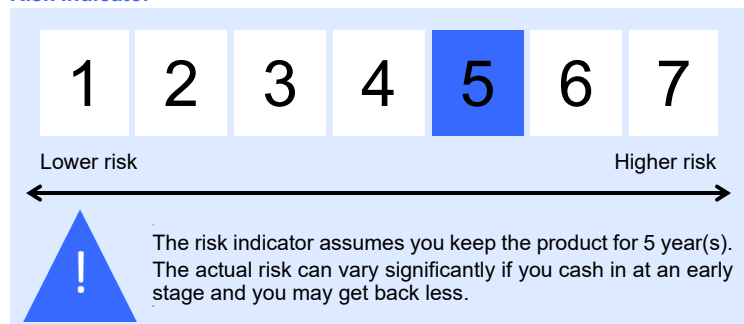 Risk indicator
1 2 3 4 5 6 7
Lower risk Higher risk
!
The risk indicator assumes you keep the product for 5 year(s).
The actual risk can vary significantly if you cash in at an early
stage and you may get back less.